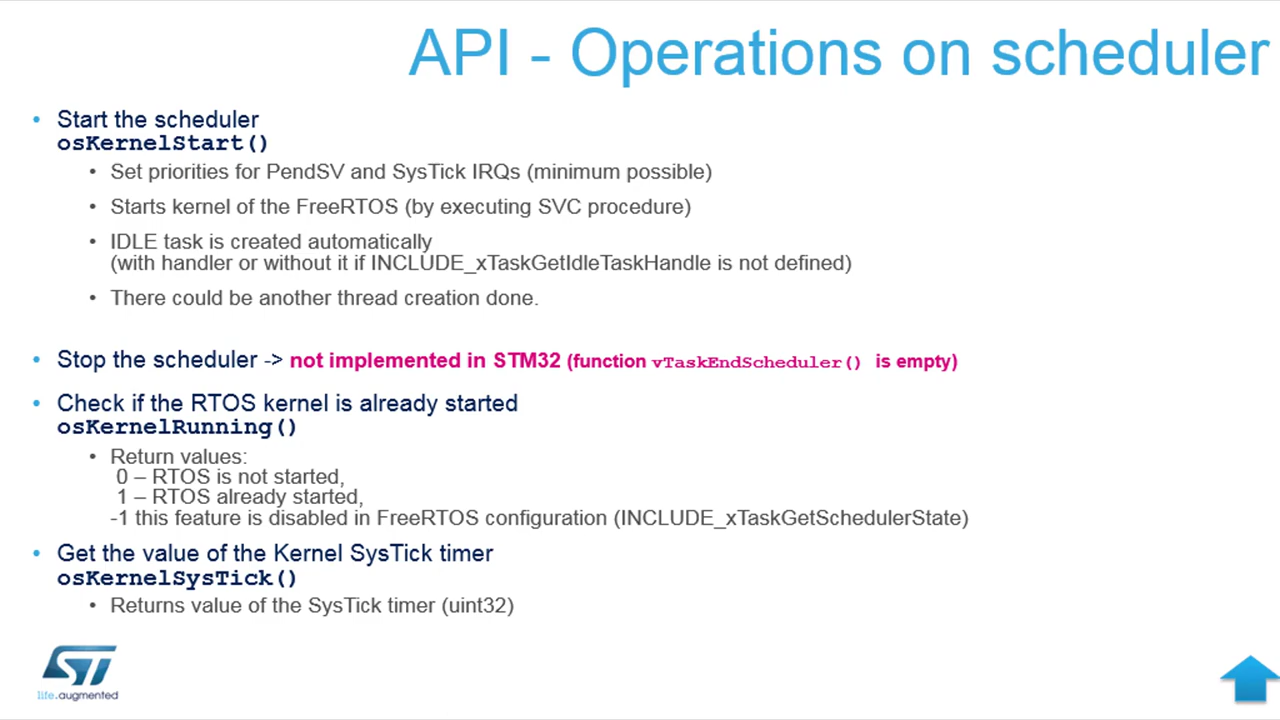 API - Operations on scheduler
• Start the scheduler
osKernelStart()
• Set priorities for PendSV and SysTick IRQs (minimum possible)
• Starts kernel of the FreeRTOS (by executing SVC procedure)
• IDLE task is created automatically
(with handler or without it if INCLUDE_xTaskGetIdleTaskHandle is not defined)
• There could be another thread creation done.
• Stop the scheduler -> not implemented in STM32 (function vTaskEndScheduler() is empty)
• Check if the RTOS kernel is already started
osKernelRunning()
• Return values:
0 – RTOS is not started,
1 – RTOS already started,
-1 this feature is disabled in FreeRTOS configuration (INCLUDE_xTaskGetSchedulerState)
• Get the value of the Kernel SysTick timer
osKernelSysTick()
• Returns value of the SysTick timer (uint32)
ST
life.augmented